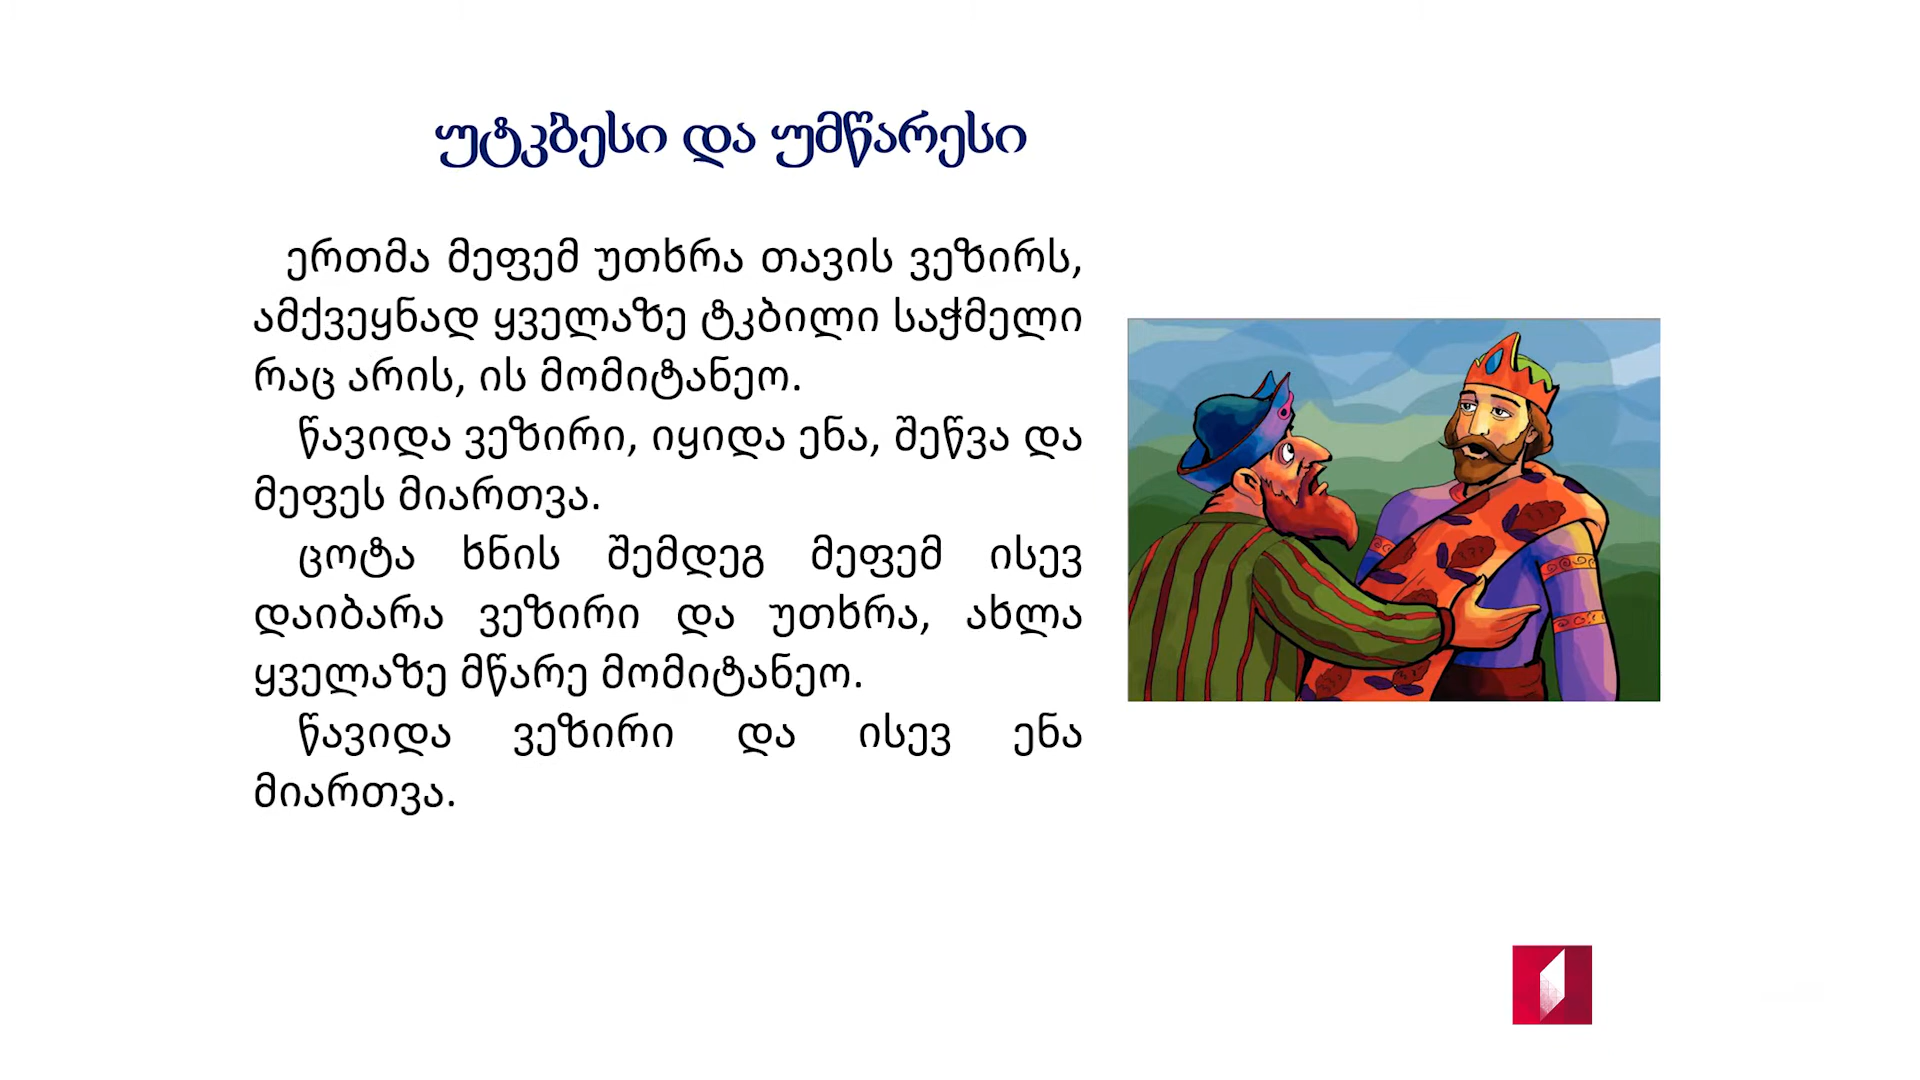 უტკბესი და უმწარესი
ერთმა მეფემ უთხრა თავის ვეზირს,
ამქვეყნად ყველაზე ტკბილი საჭმელი
რაც არის, ის მომიტანეო.
წავიდა ვეზირი, იყიდა ენა, შეწვა და
მეფეს მიართვა.
ცოტა ხნის შემდეგ მეფემ ისევ
დაიბარა ვეზირი და უთხრა, ახლა
ყველაზე მწარე მომიტანეო.
წავიდა ვეზირი და ისევ ენა
მიართვა.